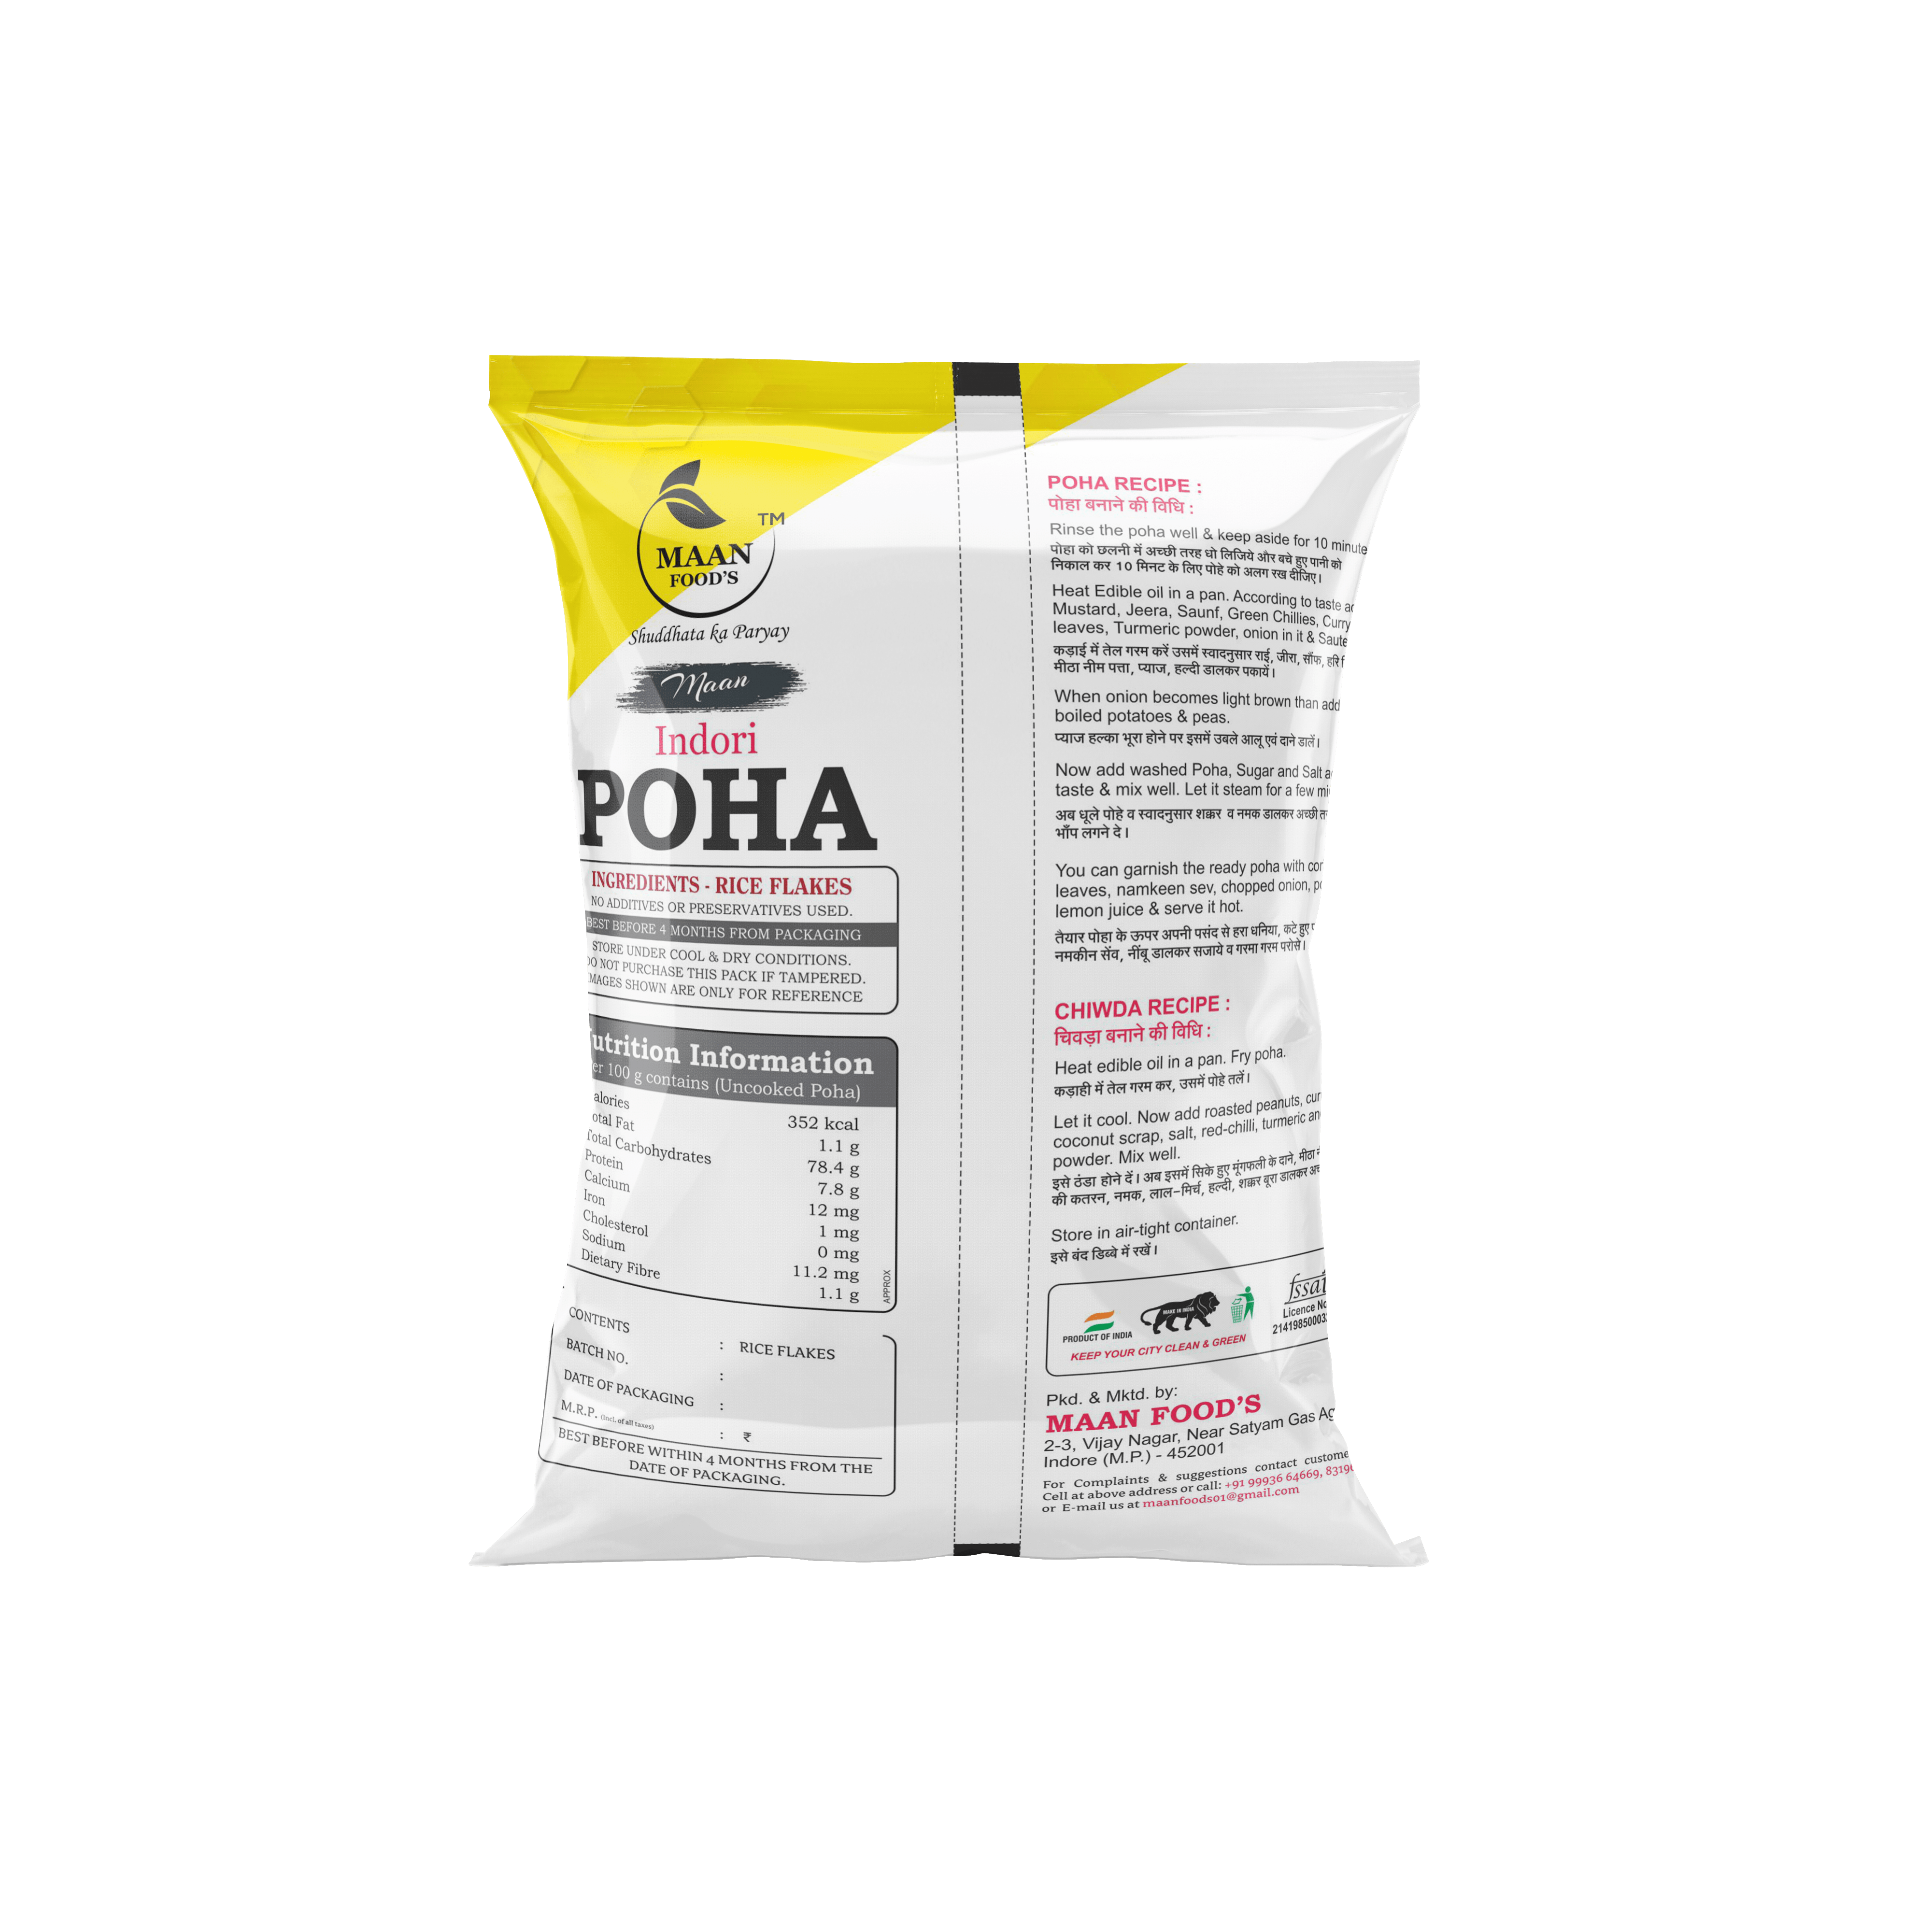 TM
MAAN
FOOD'S
Shuddhata ka Paryay
Maan
Indori
POHA
INGREDIENTS - RICE FLAKES
NO ADDITIVES OR PRESERVATIVES USED.
BEST BEFORE 4 MONTHS FROM PACKAGING
STORE UNDER COOL & DRY CONDITIONS.
DO NOT PURCHASE THIS PACK IF TAMPERED.
IMAGES SHOWN ARE ONLY FOR REFERENCE
utrition Information
er 100 g contains (Uncooked Poha)
alories 352 kcal
otal Fat 1.1 g
Total Carbohydrates 78.4 g
Protein 7.8 g
Calcium 12 mg
Iron 1 mg
Cholesterol 0 mg
Sodium 11.2 mg
Dietary Fibre 1.1 g
APPROX
CONTENTS : RICE FLAKES
BATCH NO. :
DATE OF PACKAGING :
M.R.P. (Incl. of all taxes) : ₹
BEST BEFORE WITHIN 4 MONTHS FROM THE
DATE OF PACKAGING.
POHA RECIPE :
पोहा बनाने की विधि :
Rinse the poha well & keep aside for 10 minute
पोहा को छलनी में अच्छी तरह धो लिजिये और बचे हुए पानी को
निकाल कर 10 मिनट के लिए पोहे को अलग रख दीजिए।
Heat Edible oil in a pan. According to taste
Mustard, Jeera, Saunf, Green Chillies, Curry
leaves, Turmeric powder, onion in it & Saute
कड़ाई में तेल गरम करें उसमें स्वादनुसार राई, जीरा, सौंफ, हरि
मीठा नीम पत्ता, प्याज, हल्दी डालकर पकायें।
When onion becomes light brown than add
boiled potatoes & peas.
प्याज हल्का भूरा होने पर इसमें उबले आलू एवं दाने डालें।
Now add washed Poha, Sugar and Salt
taste & mix well. Let it steam for a few
अब धूले पोहे व स्वादनुसार शक्कर व नमक डालकर अच्छी
भाँप लगने दे।
You can garnish the ready poha with
leaves, namkeen sev, chopped onion,
lemon juice & serve it hot.
तैयार पोहा के ऊपर अपनी पसंद से हरा धनिया, कटे हुए
नमकीन सेंव, नींबू डालकर सजाये व गरमा गरम परोसे।
CHIWDA RECIPE :
चिवड़ा बनाने की विधि :
Heat edible oil in a pan. Fry poha.
कड़ाही में तेल गरम कर, उसमें पोहे तलें।
Let it cool. Now add roasted peanuts,
coconut scrap, salt, red-chilli, turmeric
powder. Mix well.
इसे ठंडा होने दें। अब इसमें सिके हुए मूंगफली के दाने, मीठा
की कतरन, नमक, लाल-मिर्च, हल्दी, शक्कर बूरा डालकर
Store in air-tight container.
इसे बंद डिब्बे में रखें।
PRODUCT OF INDIA
MAKE IN INDIA
KEEP YOUR CITY CLEAN & GREEN
fssai
Licence No
2141985000
Pkd. & Mktd. by:
MAAN FOOD'S
2-3, Vijay Nagar, Near Satyam Gas
Indore (M.P.) - 452001
For Complaints & suggestions contact custome
Cell at above address or call: +91 99936 64669, 8319
or E-mail us at maanfoods01@gmail.com